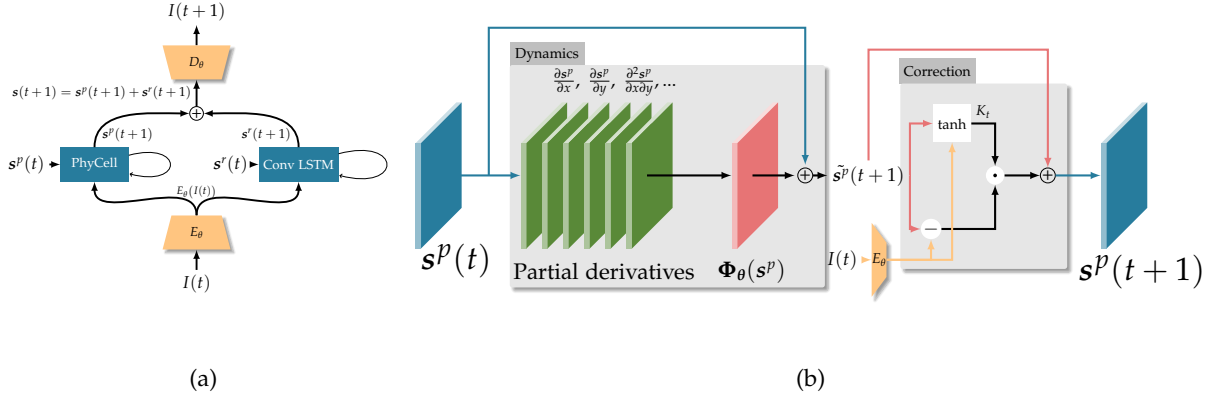 I(t+1)
D_θ
s(t+1) = s^p(t+1) + s^r(t+1)
+
s^p(t+1)
s^r(t+1)
s^p(t)
PhyCell
s^r(t)
Conv LSTM
E_θ(I(t))
E_θ
I(t)
(a)
Dynamics
∂s^p/∂x, ∂s^p/∂y, ∂²s^p/∂x∂y, ...
s^p(t)
Partial derivatives
Φ_θ(s^p)
+
s̃^p(t+1)
I(t)
E_θ
Correction
K_t
tanh
·
−
+
s^p(t+1)
(b)